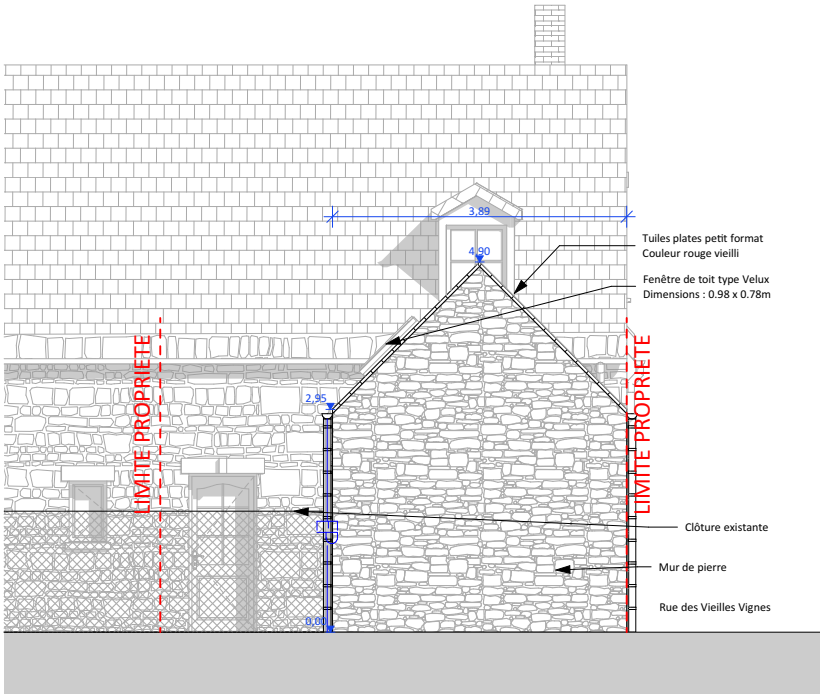 3,89
Tuiles plates petit format
Couleur rouge vieilli
4,90
Fenêtre de toit type Velux
Dimensions : 0.98 x 0.78m
LIMITE PROPRIETE
LIMITE PROPRIETE
2,95
Clôture existante
Mur de pierre
Rue des Vieilles Vignes
0,00